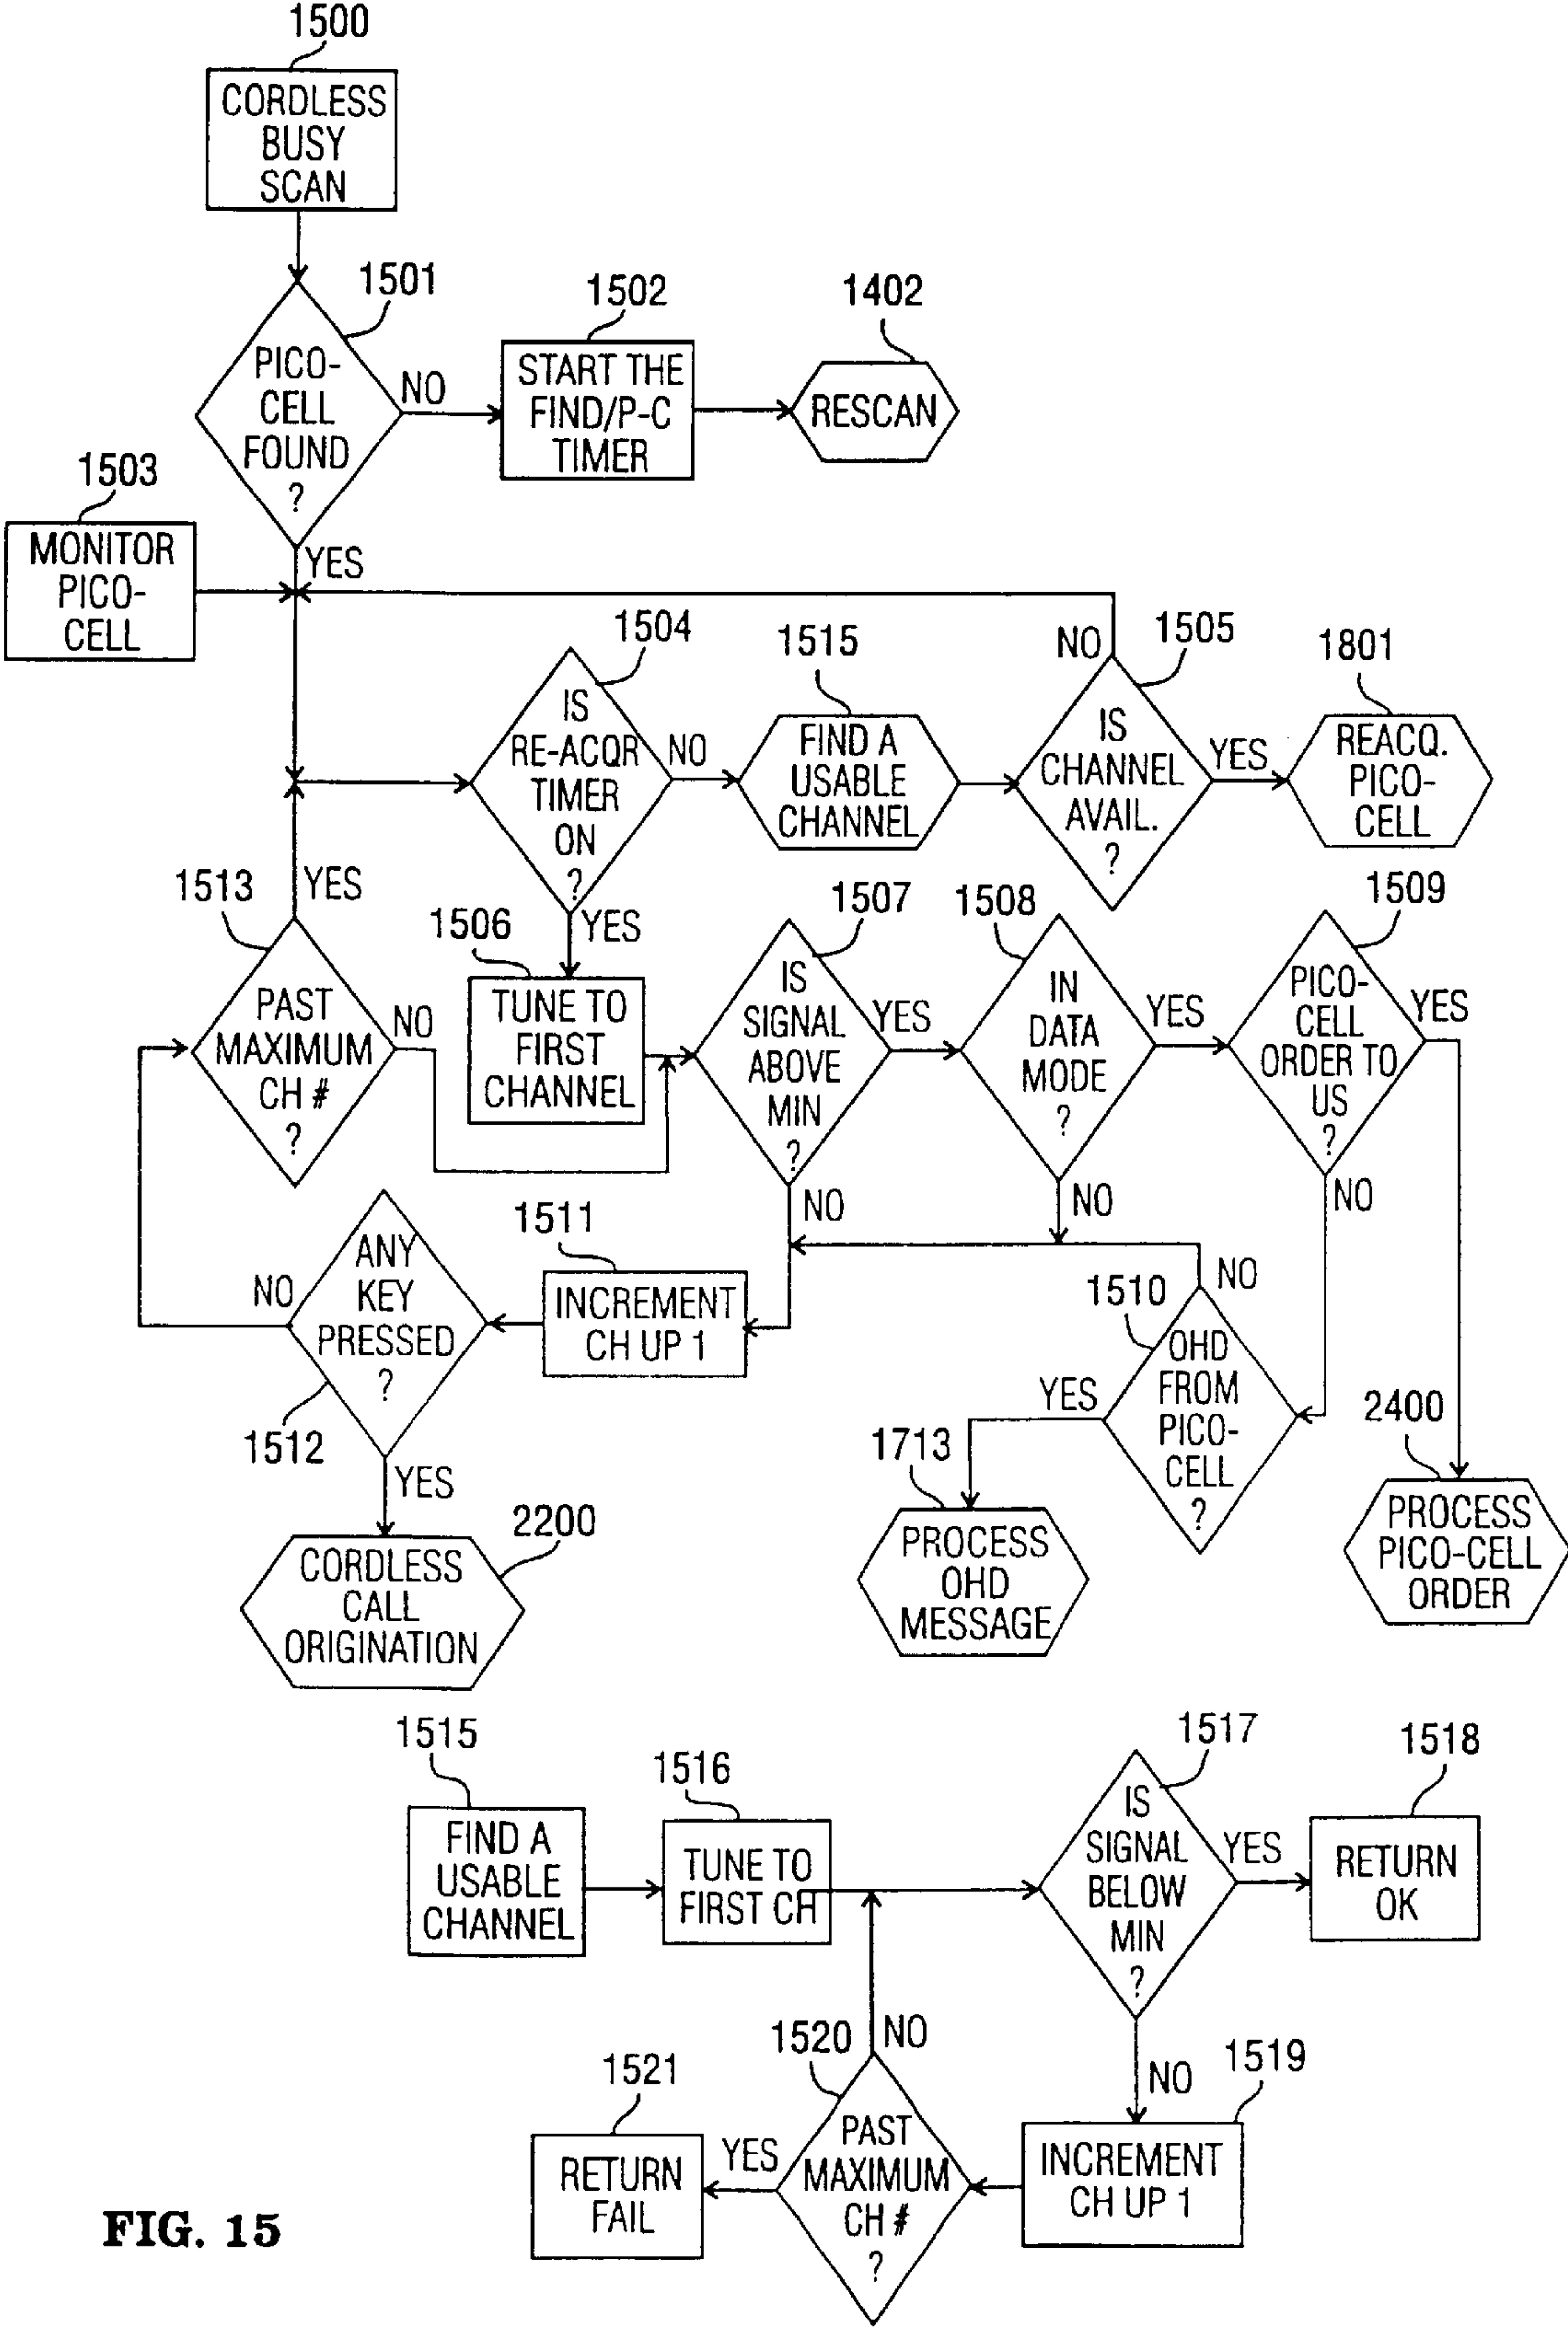 1500
CORDLESS
BUSY
SCAN
1501
PICO-
CELL
FOUND
?
NO
YES
1502
START THE
FIND/P-C
TIMER
1402
RESCAN
1503
MONITOR
PICO-
CELL
1504
IS
RE-ACQR
TIMER
ON
?
NO
YES
1515
FIND A
USABLE
CHANNEL
1505
NO
IS
CHANNEL
AVAIL.
?
YES
1801
REACQ.
PICO-
CELL
1513
YES
PAST
MAXIMUM
CH #
?
NO
1506
TUNE TO
FIRST
CHANNEL
1507
IS
SIGNAL
ABOVE
MIN
?
YES
NO
1508
IN
DATA
MODE
?
YES
NO
1509
PICO-
CELL
ORDER TO
US
?
YES
NO
1511
INCREMENT
CH UP 1
ANY
KEY
PRESSED
?
NO
1512
YES
2200
CORDLESS
CALL
ORIGINATION
1510
NO
OHD
FROM
PICO-
CELL
?
YES
1713
PROCESS
OHD
MESSAGE
2400
PROCESS
PICO-CELL
ORDER
1515
FIND A
USABLE
CHANNEL
1516
TUNE TO
FIRST CH
1517
IS
SIGNAL
BELOW
MIN
?
YES
NO
1518
RETURN
OK
1519
INCREMENT
CH UP 1
1520
NO
PAST
MAXIMUM
CH #
?
YES
1521
RETURN
FAIL
FIG. 15